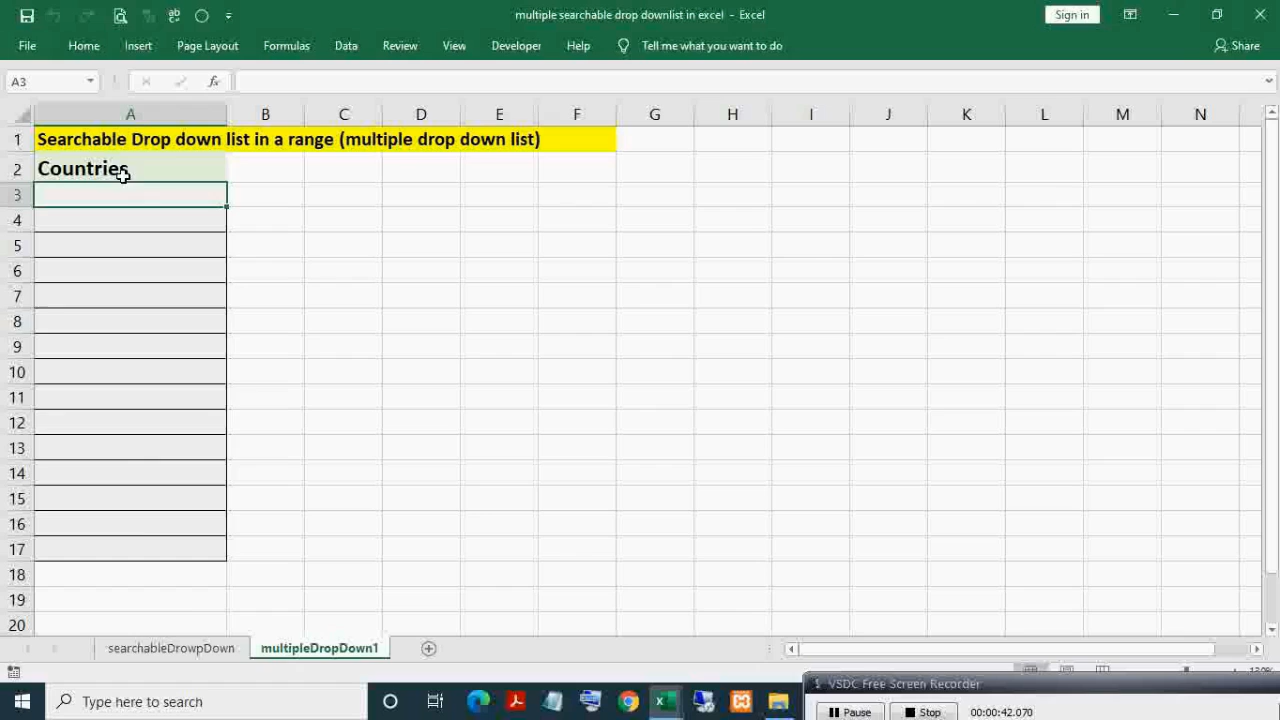 multiple searchable drop downlist in excel - Excel
Sign in
File Home Insert Page Layout Formulas Data Review View Developer Help Tell me what you want to do Share
A3 fx
A B C D E F G H I J K L M N
1 Searchable Drop down list in a range (multiple drop down list)
2 Countries
3
4
5
6
7
8
9
10
11
12
13
14
15
16
17
18
19
20
searchableDrowpDown multipleDropDown1
VSDC Free Screen Recorder
Type here to search
Pause Stop 00:00:42.070